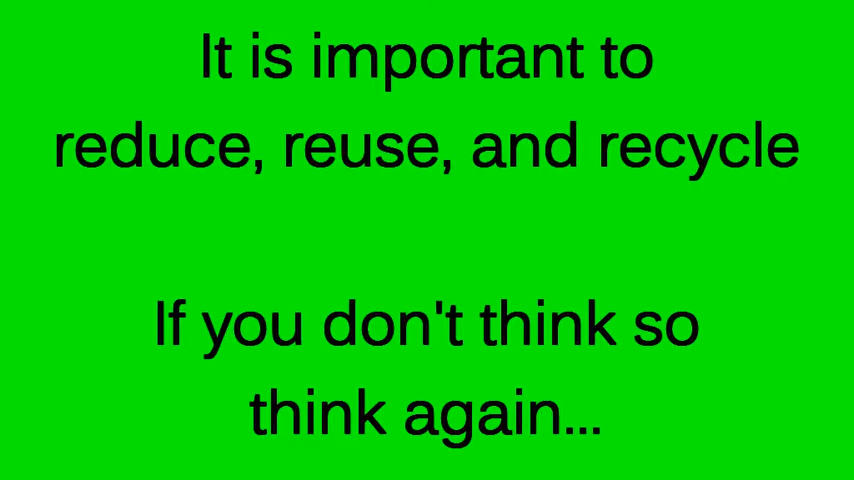 It is important to
reduce, reuse, and recycle
If you don't think so
think again...